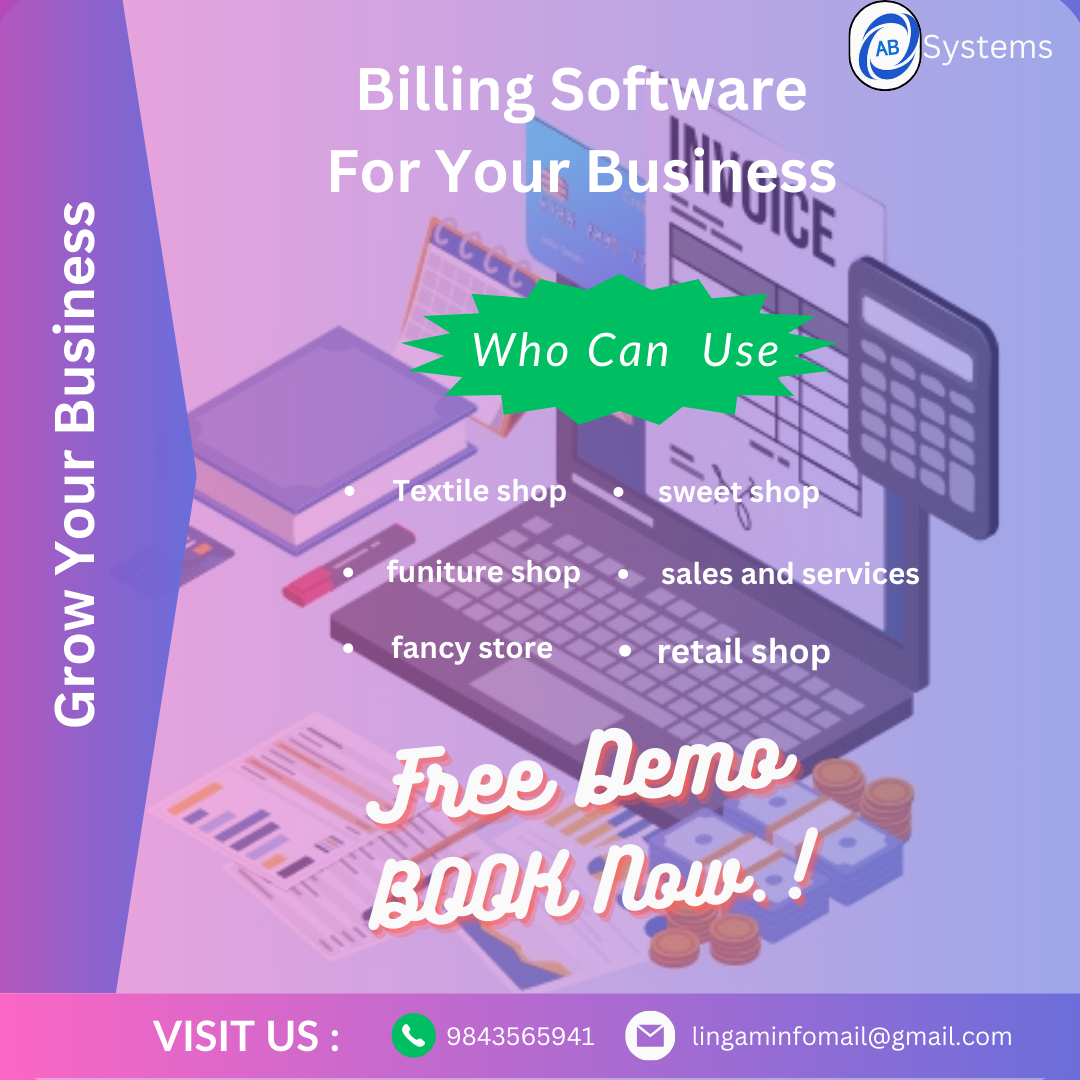 AB Systems
Billing Software
For Your Business
INVOICE
Grow Your Business
Who Can Use
• Textile shop • sweet shop
• funiture shop • sales and services
• fancy store • retail shop
Free Demo
BOOK Now.!
VISIT US : 9843565941 lingaminfomail@gmail.com